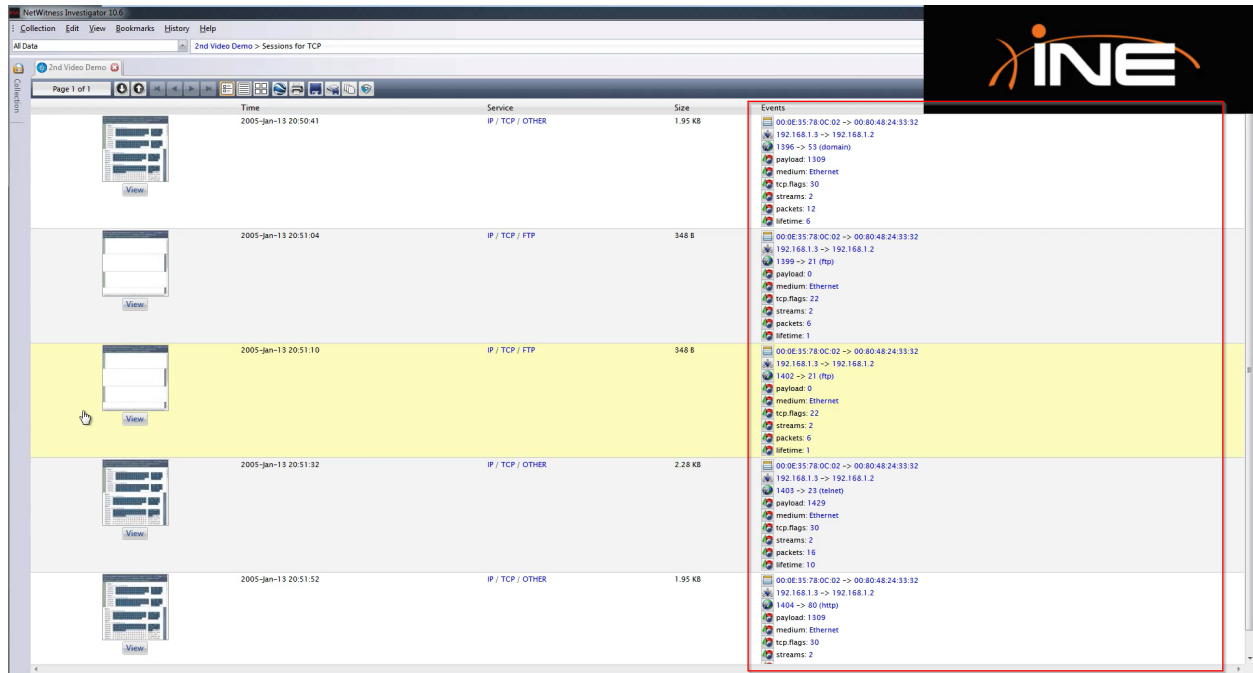 NetWitness Investigator 10.6
Collection Edit View Bookmarks History Help
All Data
2nd Video Demo > Sessions for TCP
INE
2nd Video Demo
Collection
Page 1 of 1
Time Service Size Events
2005-Jan-13 20:50:41 IP / TCP / OTHER 1.95 KB 00:0E:35:78:0C:02 -> 00:80:48:24:33:32
192.168.1.3 -> 192.168.1.2
1396 -> 53 (domain)
payload: 1309
medium: Ethernet
tcp.flags: 30
streams: 2
packets: 12
lifetime: 6
View
2005-Jan-13 20:51:04 IP / TCP / FTP 348 B 00:0E:35:78:0C:02 -> 00:80:48:24:33:32
192.168.1.3 -> 192.168.1.2
1399 -> 21 (ftp)
payload: 0
medium: Ethernet
tcp.flags: 22
streams: 2
packets: 6
lifetime: 1
View
2005-Jan-13 20:51:10 IP / TCP / FTP 348 B 00:0E:35:78:0C:02 -> 00:80:48:24:33:32
192.168.1.3 -> 192.168.1.2
1402 -> 21 (ftp)
payload: 0
medium: Ethernet
tcp.flags: 22
streams: 2
packets: 6
lifetime: 1
View
2005-Jan-13 20:51:32 IP / TCP / OTHER 2.28 KB 00:0E:35:78:0C:02 -> 00:80:48:24:33:32
192.168.1.3 -> 192.168.1.2
1403 -> 23 (telnet)
payload: 1429
medium: Ethernet
tcp.flags: 30
streams: 2
packets: 16
lifetime: 10
View
2005-Jan-13 20:51:52 IP / TCP / OTHER 1.95 KB 00:0E:35:78:0C:02 -> 00:80:48:24:33:32
192.168.1.3 -> 192.168.1.2
1404 -> 80 (http)
payload: 1309
medium: Ethernet
tcp.flags: 30
streams: 2
View